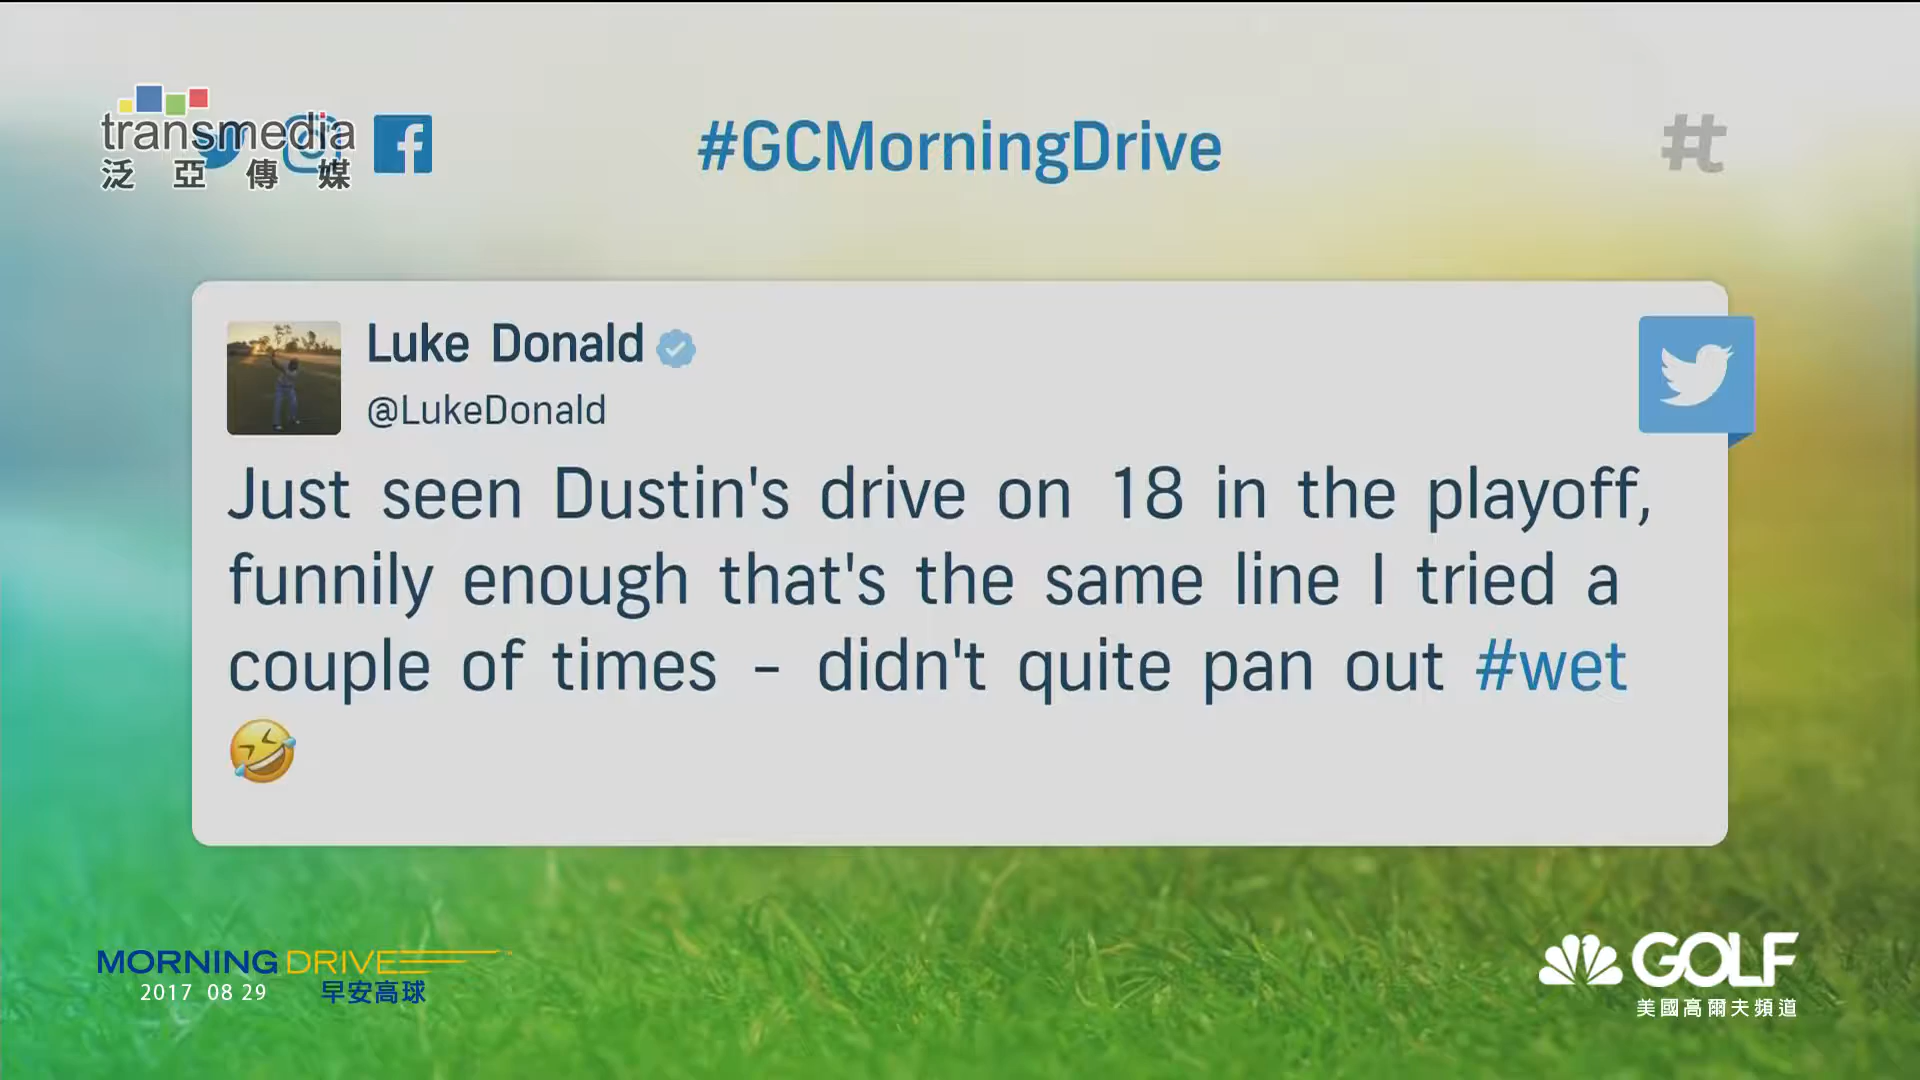 transmedia
泛亞傳媒
#GCMorningDrive
Luke Donald
@LukeDonald
Just seen Dustin's drive on 18 in the playoff,
funnily enough that's the same line I tried a
couple of times - didn't quite pan out #wet
🤣
MORNING DRIVE
2017 08 29 早安高球
GOLF
美國高爾夫頻道